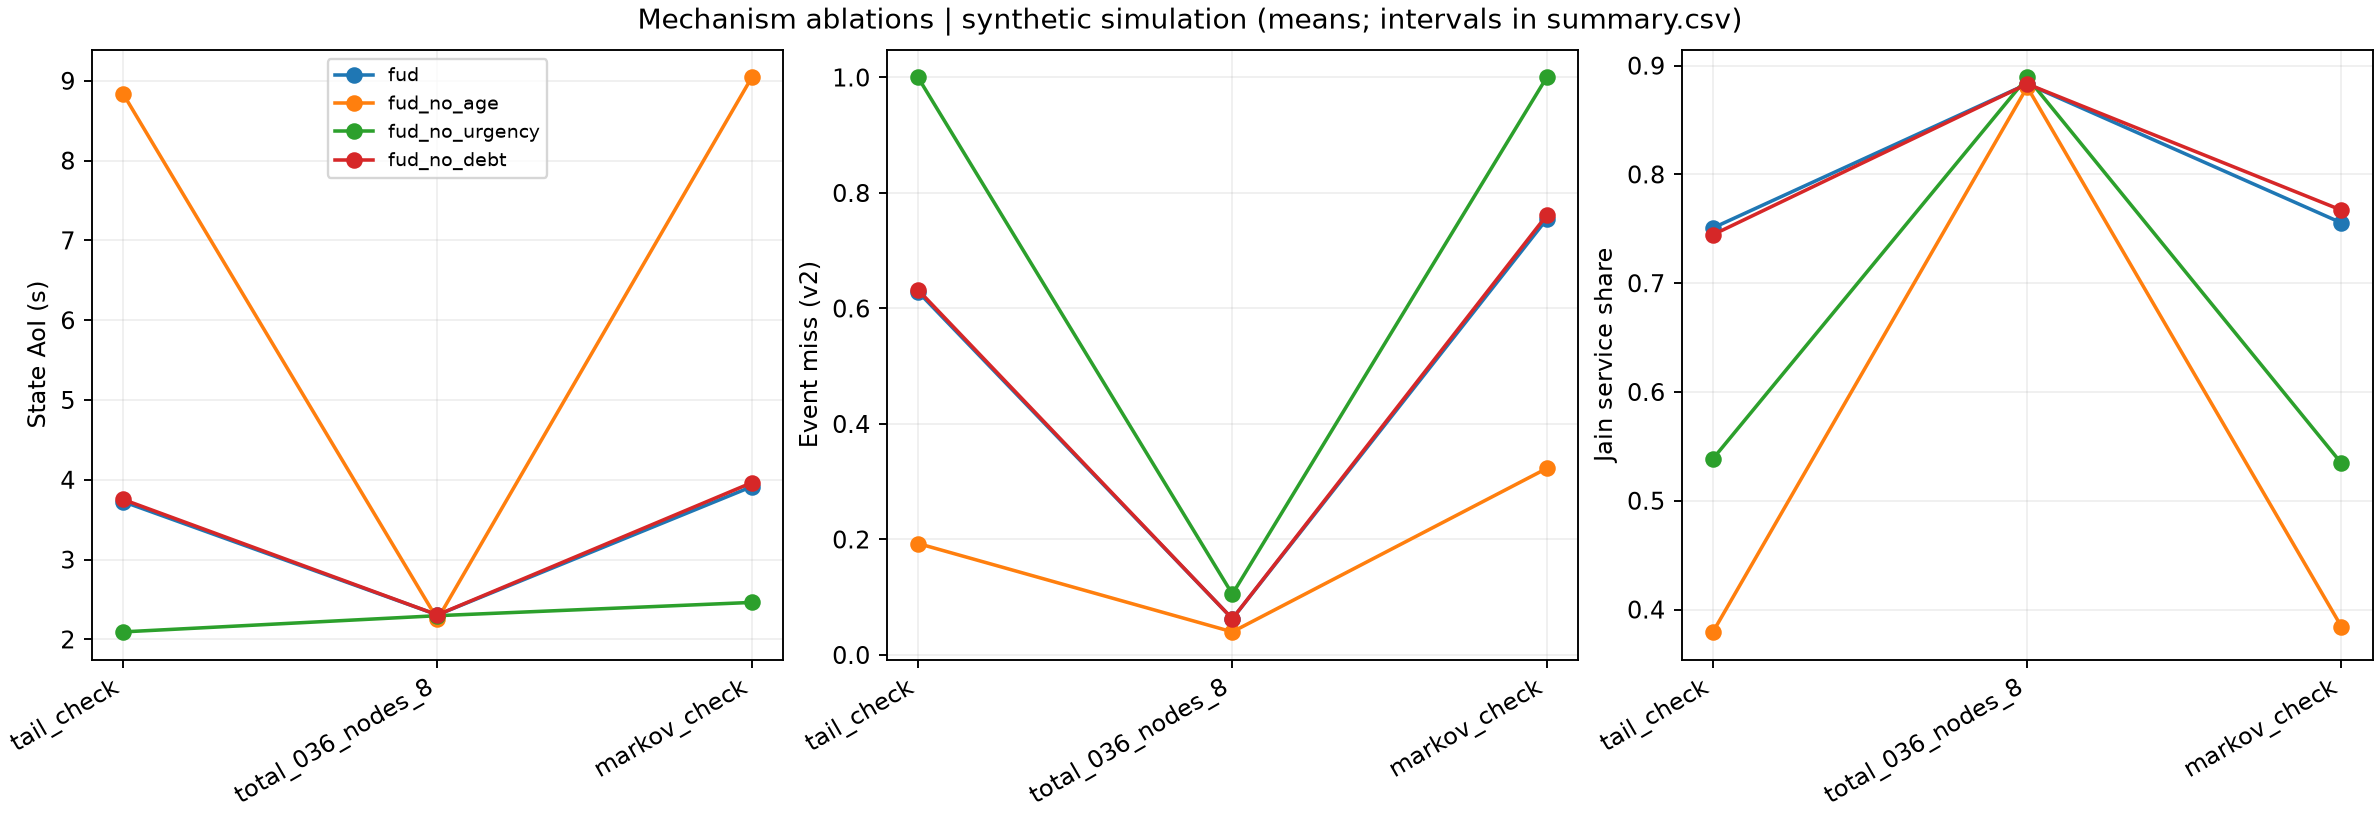 Mechanism ablations | synthetic simulation (means; intervals in summary.csv)
State AoI (s)
9
8
7
6
5
4
3
2
fud
fud_no_age
fud_no_urgency
fud_no_debt
tail_check
total_036_nodes_8
markov_check
Event miss (v2)
1.0
0.8
0.6
0.4
0.2
0.0
tail_check
total_036_nodes_8
markov_check
Jain service share
0.9
0.8
0.7
0.6
0.5
0.4
tail_check
total_036_nodes_8
markov_check